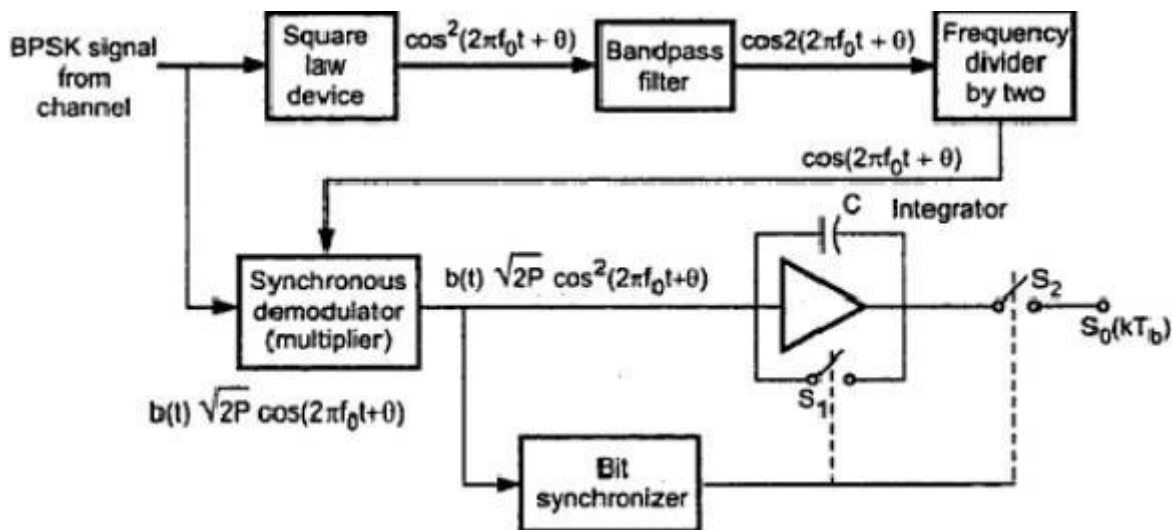 BPSK signal
from
channel
Square
law
device
cos²(2πf₀t + θ)
Bandpass
filter
cos2(2πf₀t + θ)
Frequency
divider
by two
cos(2πf₀t + θ)
Synchronous
demodulator
(multiplier)
b(t) √2P cos²(2πf₀t+θ)
C
Integrator
S₁
S₂
S₀(kT_b)
b(t) √2P cos(2πf₀t+θ)
Bit
synchronizer